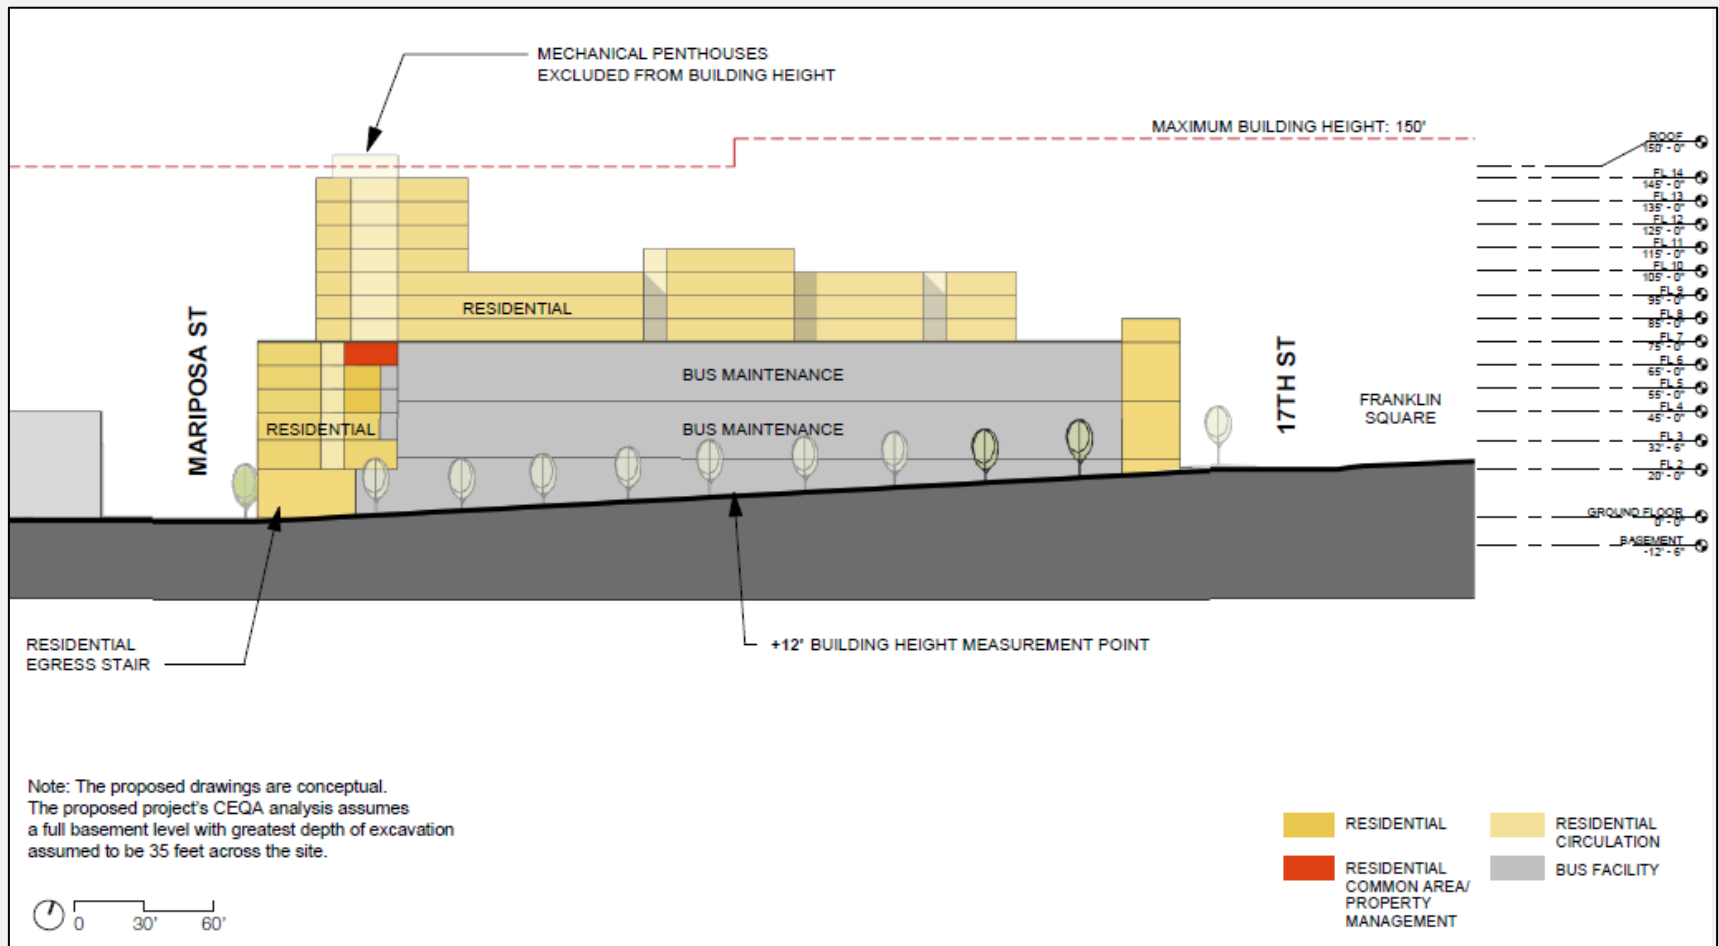 MECHANICAL PENTHOUSES
EXCLUDED FROM BUILDING HEIGHT
MAXIMUM BUILDING HEIGHT: 150'
ROOF
150' - 0"
FL 14
145' - 0"
FL 13
135' - 0"
FL 12
125' - 0"
FL 11
115' - 0"
FL 10
105' - 0"
FL 9
95' - 0"
FL 8
85' - 0"
FL 7
75' - 0"
FL 6
65' - 0"
FL 5
55' - 0"
FL 4
45' - 0"
FL 3
32' - 6"
FL 2
20' - 0"
GROUND FLOOR
0' - 0"
BASEMENT
-12' - 6"
MARIPOSA ST
RESIDENTIAL
BUS MAINTENANCE
RESIDENTIAL
BUS MAINTENANCE
17TH ST
FRANKLIN
SQUARE
RESIDENTIAL
EGRESS STAIR
+12' BUILDING HEIGHT MEASUREMENT POINT
Note: The proposed drawings are conceptual.
The proposed project's CEQA analysis assumes
a full basement level with greatest depth of excavation
assumed to be 35 feet across the site.
0 30' 60'
RESIDENTIAL
RESIDENTIAL
COMMON AREA/
PROPERTY
MANAGEMENT
RESIDENTIAL
CIRCULATION
BUS FACILITY